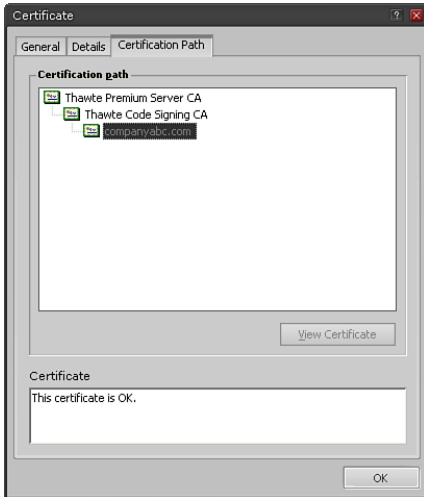 Certificate
General Details Certification Path
Certification path
Thawte Premium Server CA
Thawte Code Signing CA
companyabc.com
View Certificate
Certificate
This certificate is OK.
OK